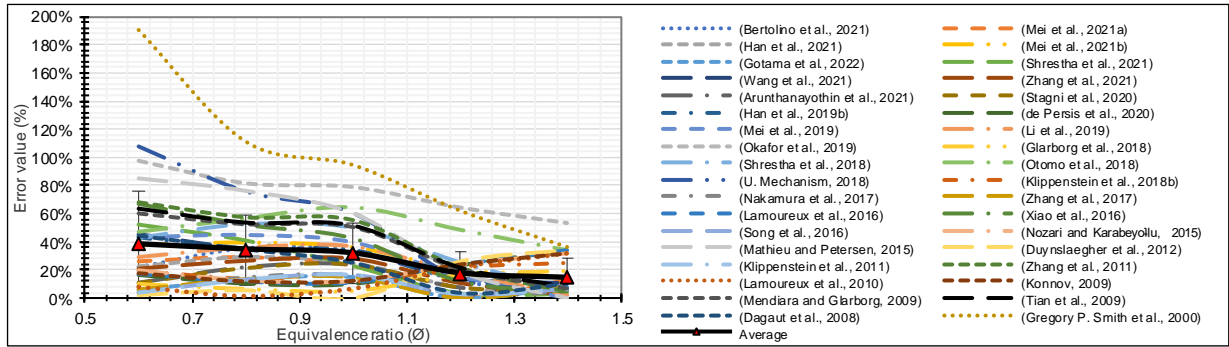 200%
180%
160%
140%
120%
100%
80%
60%
40%
20%
0%
Error value (%)
0.5 0.7 0.9 1.1 1.3 1.5
Equivalence ratio (Ø)
(Bertolino et al., 2021) (Mei et al., 2021a)
(Han et al., 2021) (Mei et al., 2021b)
(Gotama et al., 2022) (Shrestha et al., 2021)
(Wang et al., 2021) (Zhang et al., 2021)
(Arunthanayothin et al., 2021) (Stagni et al., 2020)
(Han et al., 2019b) (de Persis et al., 2020)
(Mei et al., 2019) (Li et al., 2019)
(Okafor et al., 2019) (Glarborg et al., 2018)
(Shrestha et al., 2018) (Otomo et al., 2018)
(U. Mechanism, 2018) (Klippenstein et al., 2018b)
(Nakamura et al., 2017) (Zhang et al., 2017)
(Lamoureux et al., 2016) (Xiao et al., 2016)
(Song et al., 2016) (Nozari and Karabeyoǧlu, 2015)
(Mathieu and Petersen, 2015) (Duynslaegher et al., 2012)
(Klippenstein et al., 2011) (Zhang et al., 2011)
(Lamoureux et al., 2010) (Konnov, 2009)
(Mendiara and Glarborg, 2009) (Tian et al., 2009)
(Dagaut et al., 2008) (Gregory P. Smith et al., 2000)
Average